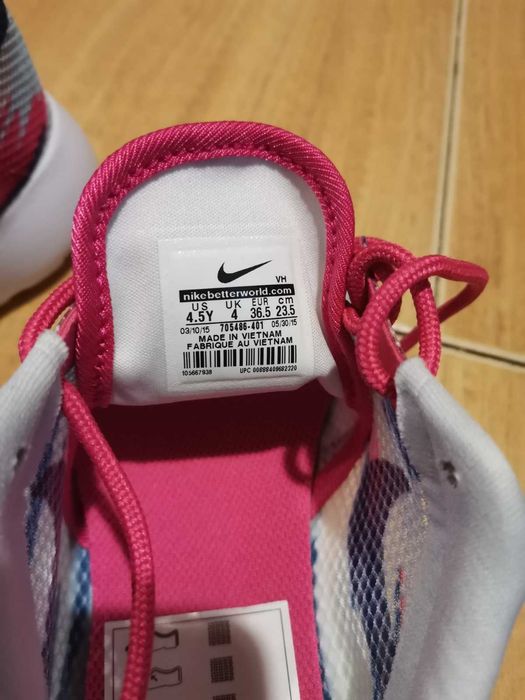 VH
nikebetterworld.com
US UK EUR cm
4.5Y 4 36.5 23.5
03/10/15 705486-401 05/30/15
MADE IN VIETNAM
FABRIQUE AU VIETNAM
105667938 UPC 00888409682320